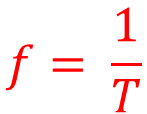 f = 1/T